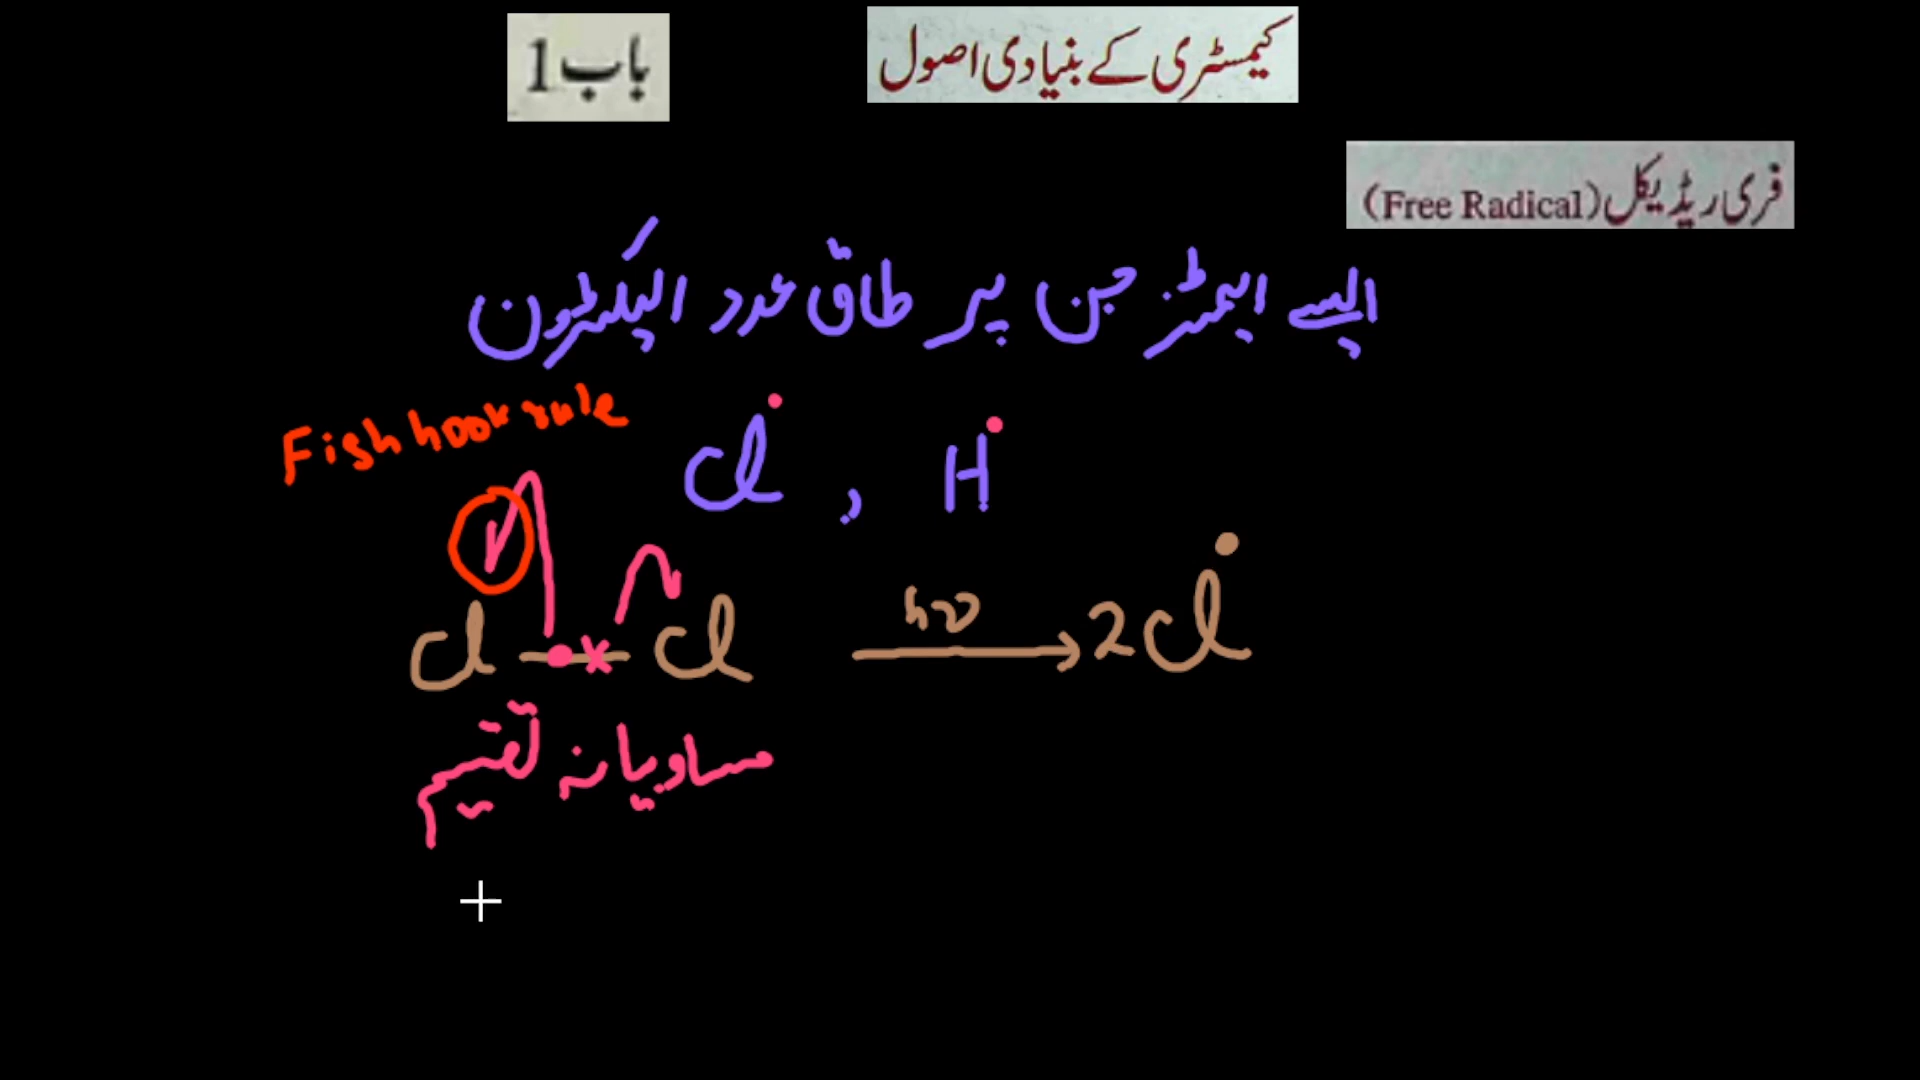 باب 1
کیمسٹری کے بنیادی اصول
فری ریڈیکل (Free Radical)
ایسے ایٹمز جن پر طاق عدد الیکٹرون
Fish hook rule
Cl , H
Cl — Cl hν → 2Cl
مساویانہ تقسیم